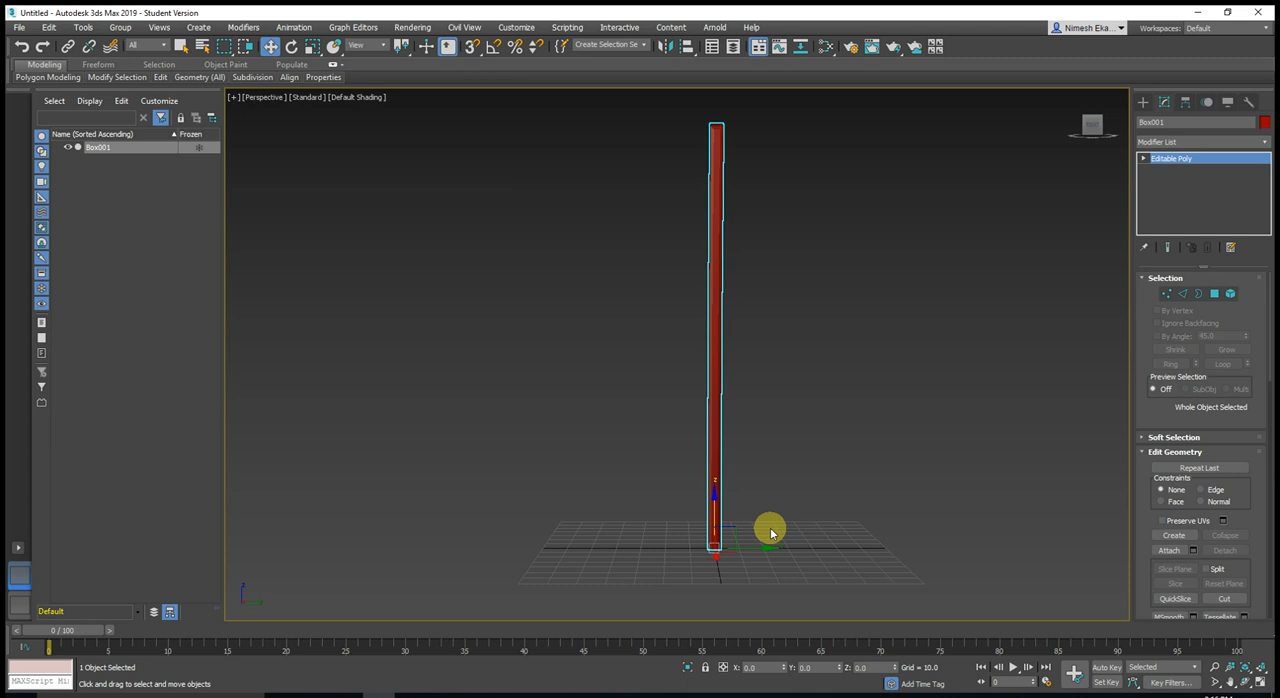 Untitled - Autodesk 3ds Max 2019 - Student Version
File Edit Tools Group Views Create Modifiers Animation Graph Editors Rendering Civil View Customize Scripting Interactive Content Arnold Help
Nimesh Eka... Workspaces: Default
All View Create Selection Se
Modeling Freeform Selection Object Paint Populate
Polygon Modeling Modify Selection Edit Geometry (All) Subdivision Align Properties
[+] [Perspective] [Standard] [Default Shading]
Select Display Edit Customize
Name (Sorted Ascending) Frozen
Box001
Box001
Modifier List
Editable Poly
Selection
By Vertex
Ignore Backfacing
By Angle: 45.0
Shrink Grow
Ring Loop
Preview Selection
Off SubObj Multi
Whole Object Selected
Soft Selection
Edit Geometry
Repeat Last
Constraints
None Edge
Face Normal
Preserve UVs
Create Collapse
Attach Detach
Slice Plane Split
Slice Reset Plane
QuickSlice Cut
MSmooth Tessellate
z
z
Default
0 / 100
0 5 10 15 20 25 30 35 40 45 50 55 60 65 70 75 80 85 90 95 100
1 Object Selected
X: 0.0 Y: 0.0 Z: 0.0 Grid = 10.0
Auto Key Selected
MAXScript Mi:
Click and drag to select and move objects
Add Time Tag
0
Set Key Key Filters...